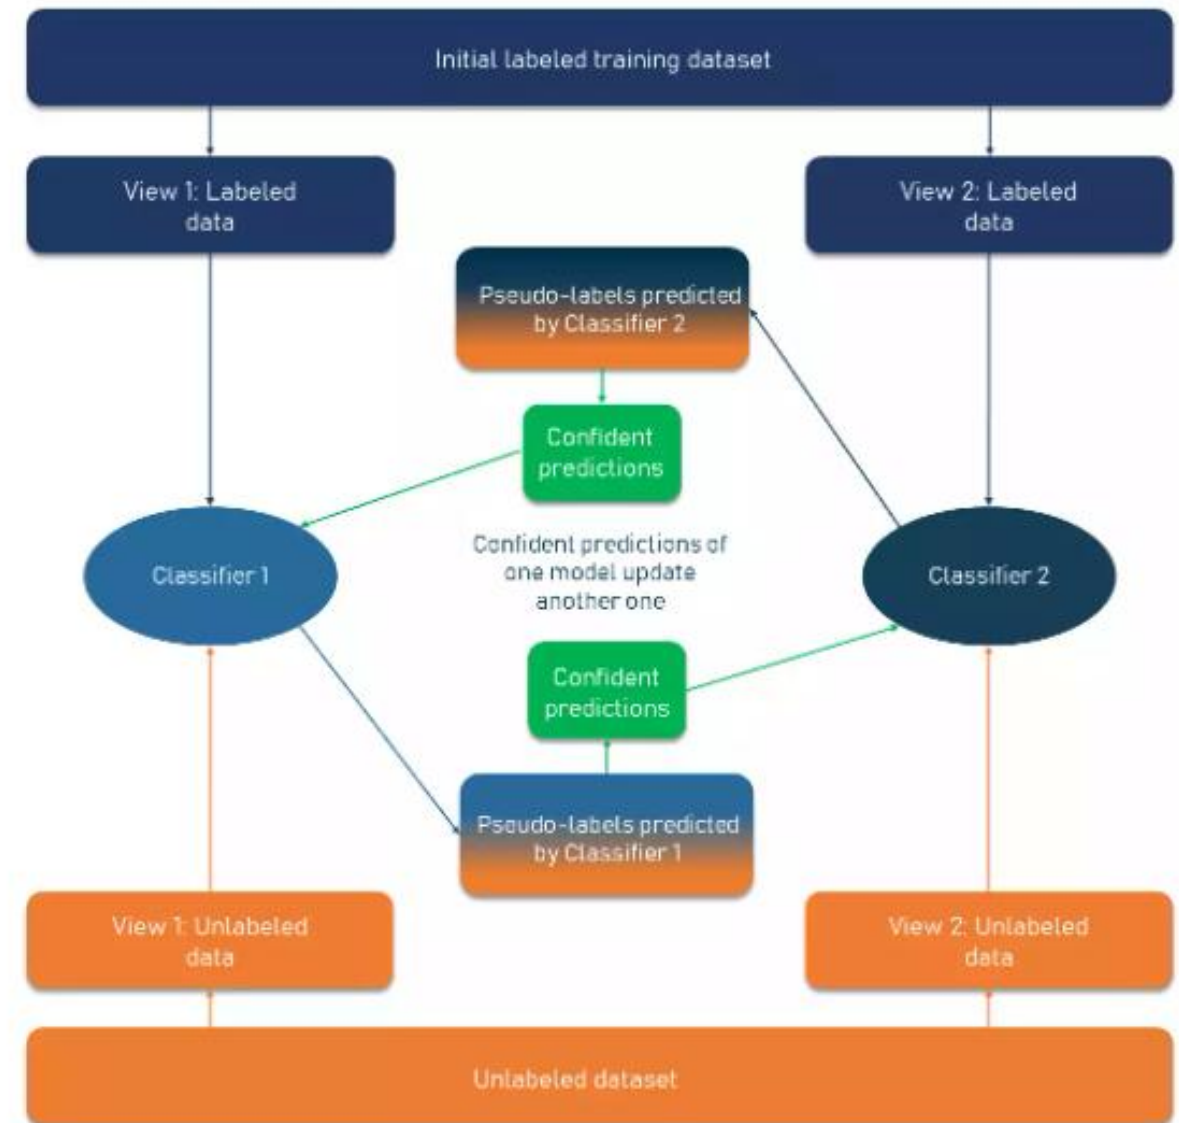 Initial labeled training dataset
View 1: Labeled
data
View 2: Labeled
data
Pseudo-labels predicted
by Classifier 2
Confident
predictions
Classifier 1
Confident predictions of
one model update
another one
Classifier 2
Confident
predictions
Pseudo-labels predicted
by Classifier 1
View 1: Unlabeled
data
View 2: Unlabeled
data
Unlabeled dataset